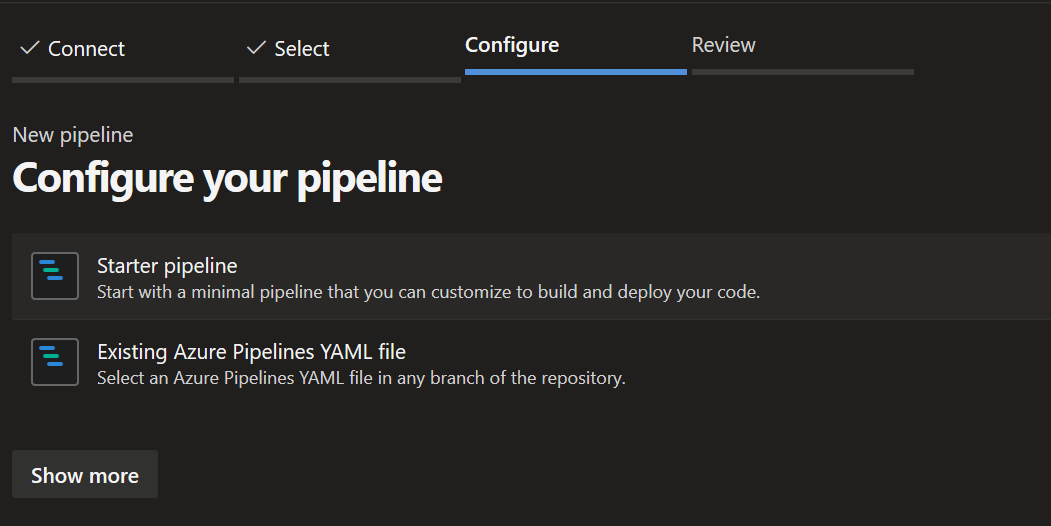 Connect
Select
Configure
Review
New pipeline
Configure your pipeline
Starter pipeline
Start with a minimal pipeline that you can customize to build and deploy your code.
Existing Azure Pipelines YAML file
Select an Azure Pipelines YAML file in any branch of the repository.
Show more